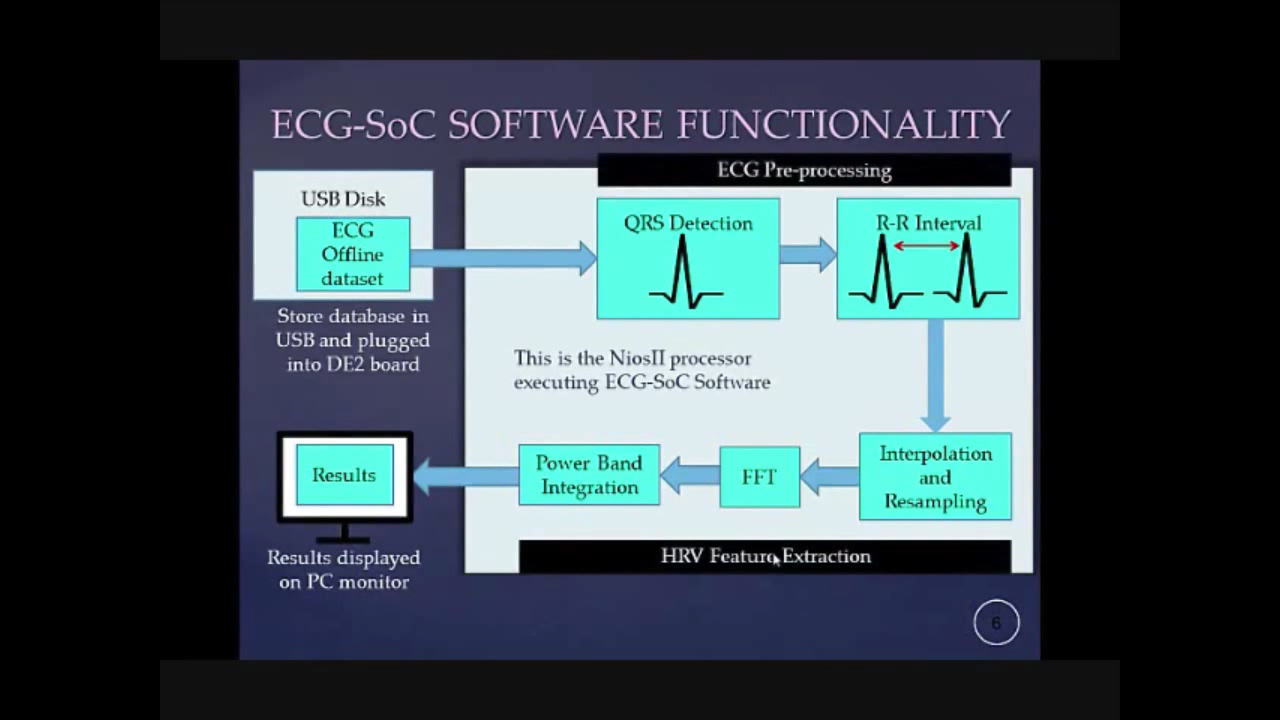 ECG-SoC SOFTWARE FUNCTIONALITY
ECG Pre-processing
USB Disk
ECG
Offline
dataset
QRS Detection
R-R Interval
Store database in
USB and plugged
into DE2 board
This is the NiosII processor
executing ECG-SoC Software
Results
Power Band
Integration
FFT
Interpolation
and
Resampling
Results displayed
on PC monitor
HRV Feature Extraction
6